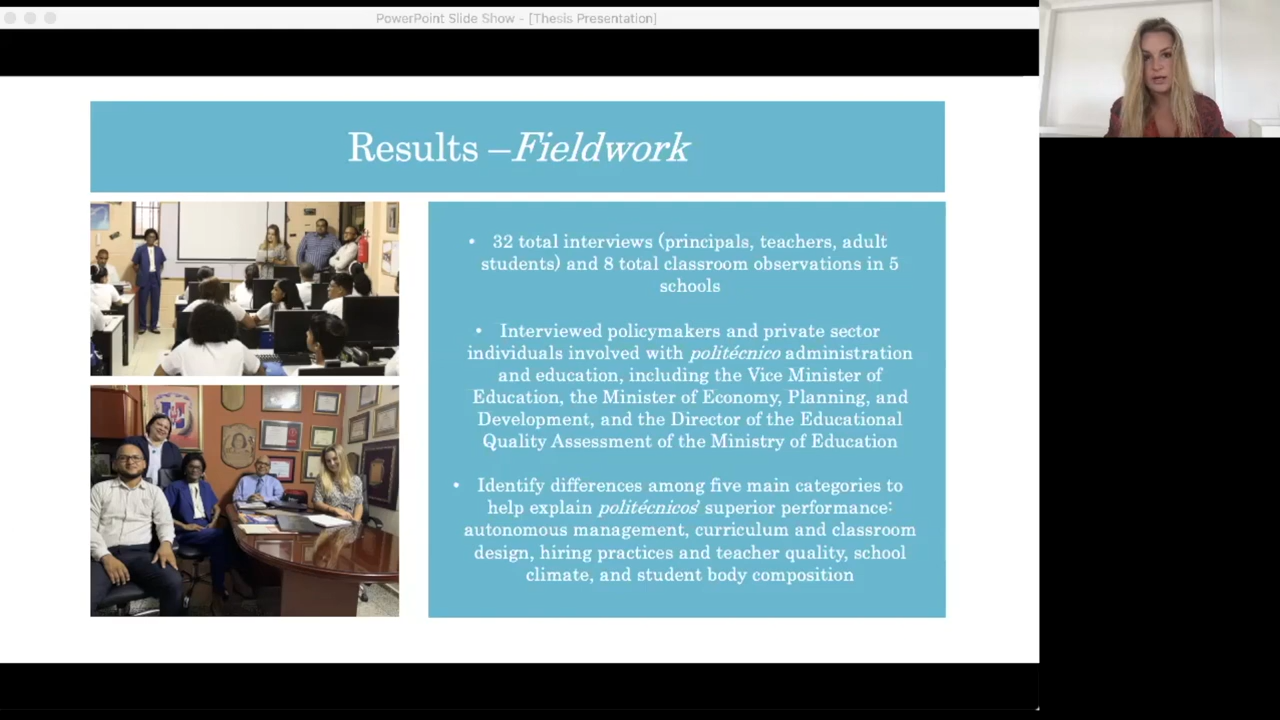 PowerPoint Slide Show - [Thesis Presentation]
Results –Fieldwork
• 32 total interviews (principals, teachers, adult
students) and 8 total classroom observations in 5
schools
• Interviewed policymakers and private sector
individuals involved with politécnico administration
and education, including the Vice Minister of
Education, the Minister of Economy, Planning, and
Development, and the Director of the Educational
Quality Assessment of the Ministry of Education
• Identify differences among five main categories to
help explain politécnicos' superior performance:
autonomous management, curriculum and classroom
design, hiring practices and teacher quality, school
climate, and student body composition